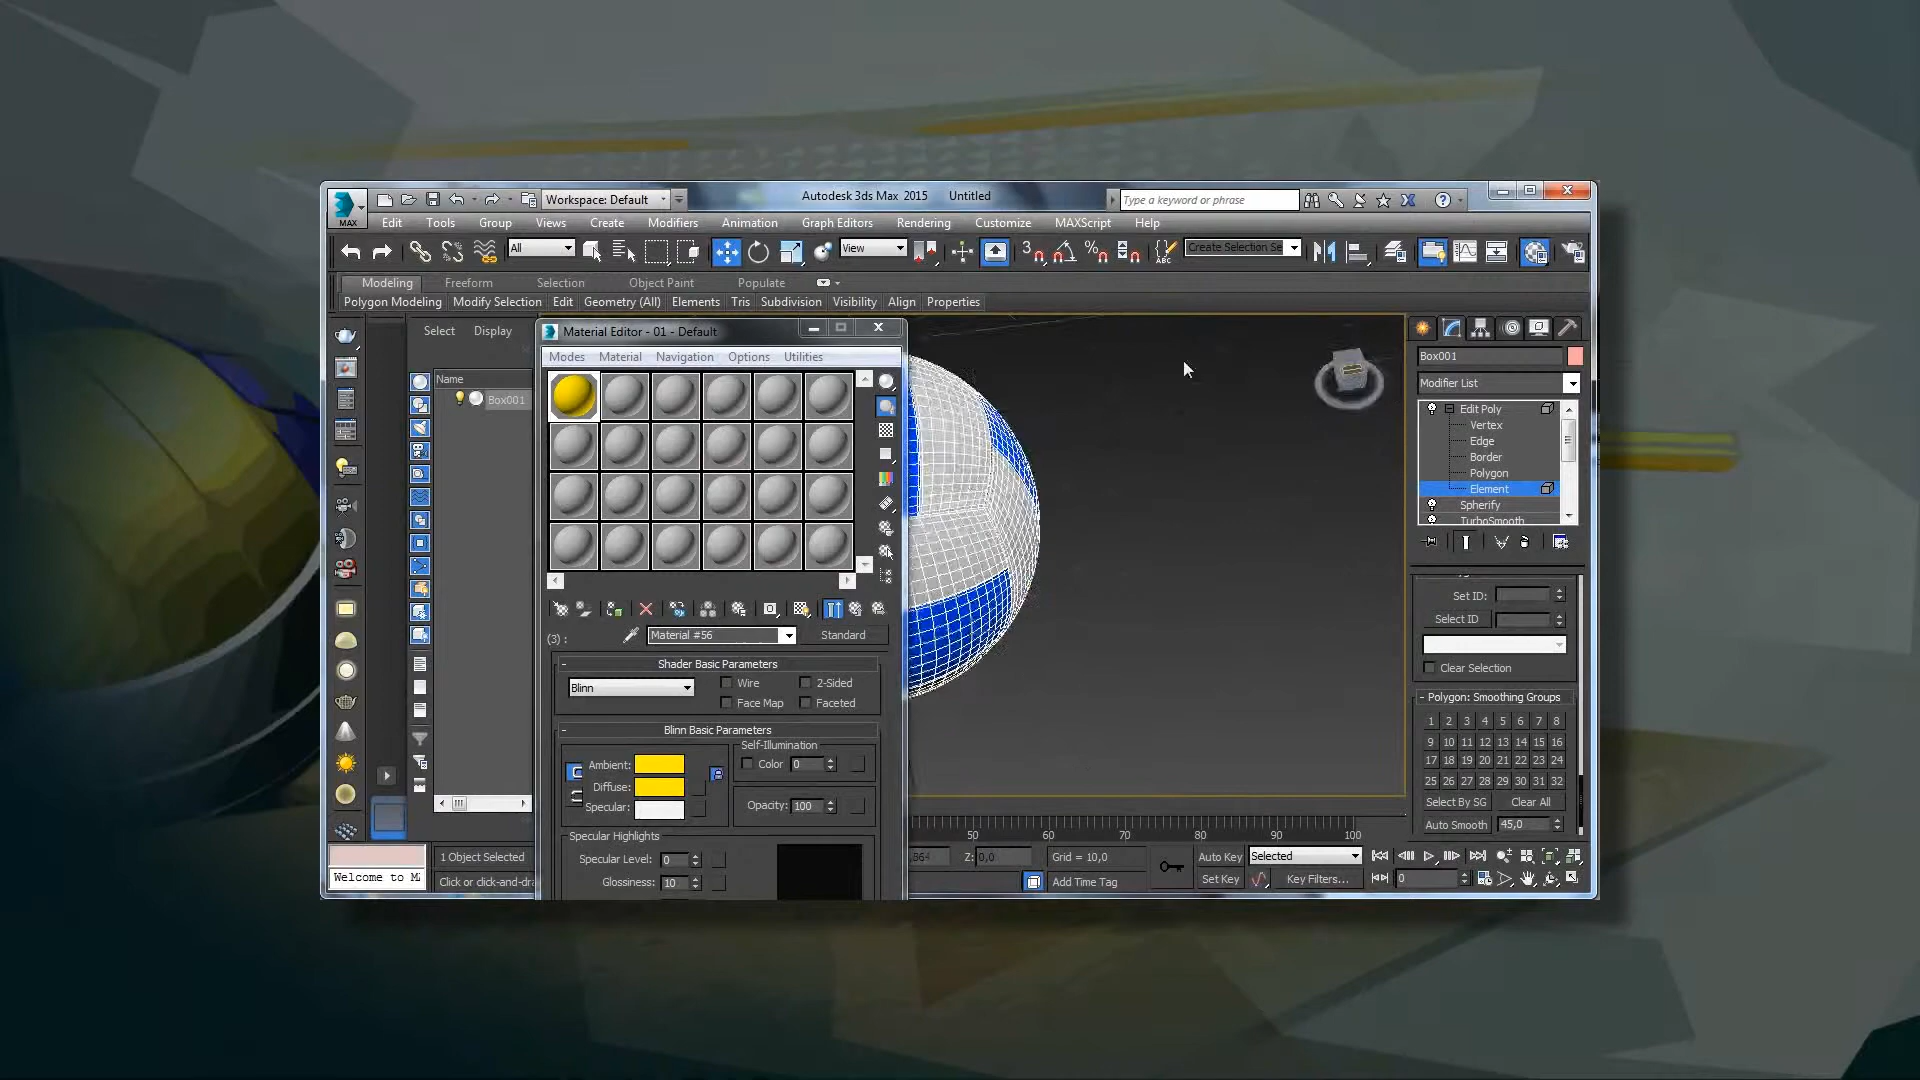 Workspace: Default
Autodesk 3ds Max 2015 Untitled
Type a keyword or phrase
MAX
Edit Tools Group Views Create Modifiers Animation Graph Editors Rendering Customize MAXScript Help
All
View
3
ABC
Create Selection Se
Modeling Freeform Selection Object Paint Populate
Polygon Modeling Modify Selection Edit Geometry (All) Elements Tris Subdivision Visibility Align Properties
Select Display
Name
Box001
Material Editor - 01 - Default
Modes Material Navigation Options Utilities
(3) :
Material #56
Standard
- Shader Basic Parameters
Blinn
Wire 2-Sided
Face Map Faceted
- Blinn Basic Parameters
Self-Illumination
Ambient:
Color 0
Diffuse:
Specular:
Opacity: 100
Specular Highlights
Specular Level: 0
Glossiness: 10
Box001
Modifier List
Edit Poly
Vertex
Edge
Border
Polygon
Element
Spherify
TurboSmooth
Set ID:
Select ID
Clear Selection
- Polygon: Smoothing Groups
1 2 3 4 5 6 7 8
9 10 11 12 13 14 15 16
17 18 19 20 21 22 23 24
25 26 27 28 29 30 31 32
Select By SG Clear All
Auto Smooth 45,0
50 60 70 80 90 100
1 Object Selected
Z: 0,0
Grid = 10,0
Auto Key Selected
Welcome to
Click or click-and-dra
Add Time Tag
Set Key
Key Filters...
0